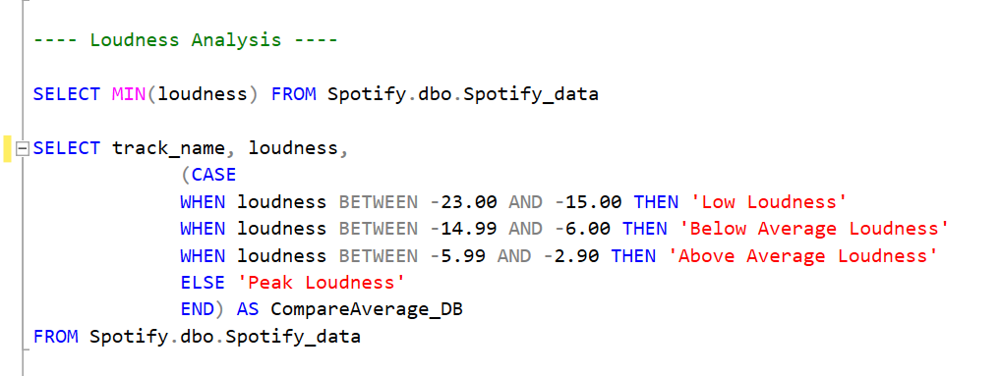 ---- Loudness Analysis ----
SELECT MIN(loudness) FROM Spotify.dbo.Spotify_data
SELECT track_name, loudness,
(CASE
WHEN loudness BETWEEN -23.00 AND -15.00 THEN 'Low Loudness'
WHEN loudness BETWEEN -14.99 AND -6.00 THEN 'Below Average Loudness'
WHEN loudness BETWEEN -5.99 AND -2.90 THEN 'Above Average Loudness'
ELSE 'Peak Loudness'
END) AS CompareAverage_DB
FROM Spotify.dbo.Spotify_data